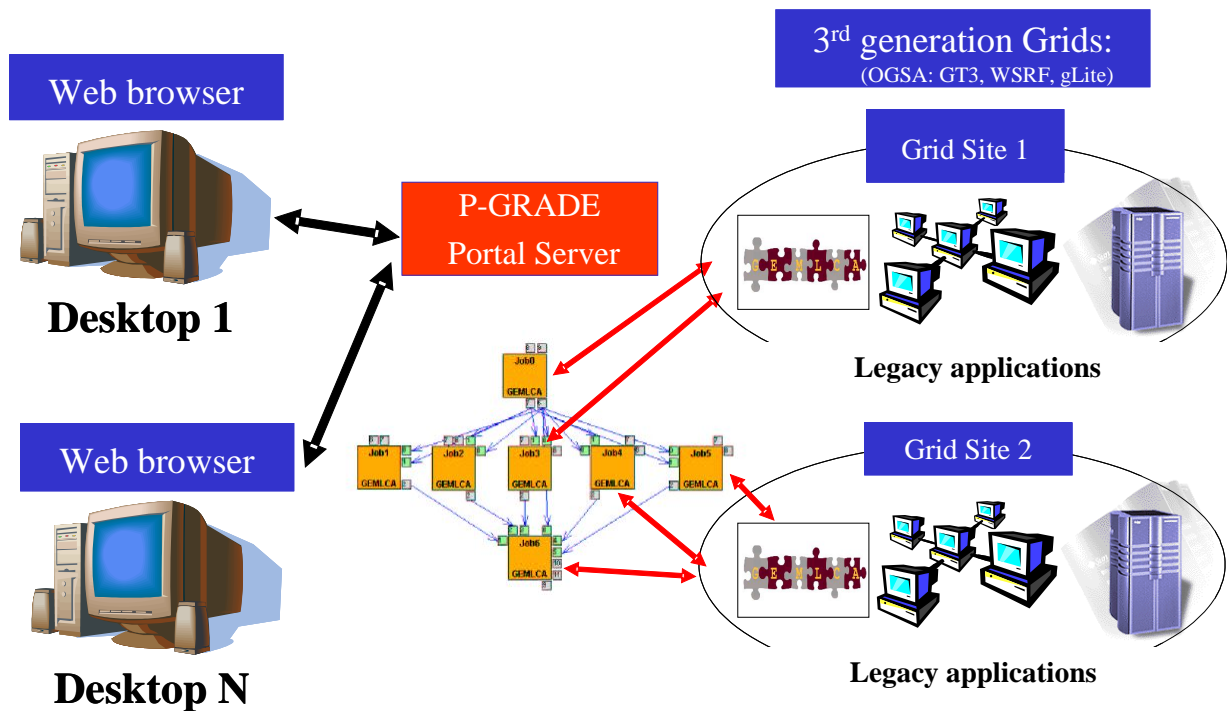 3rd generation Grids:
(OGSA: GT3, WSRF, gLite)
Web browser
Grid Site 1
P-GRADE
Portal Server
G E M L C A
Desktop 1
Legacy applications
Job0
GEMLCA
Job1
GEMLCA
Job2
GEMLCA
Job3
GEMLCA
Job4
GEMLCA
Job5
GEMLCA
Job6
GEMLCA
Web browser
Grid Site 2
G E M L C A
Desktop N
Legacy applications